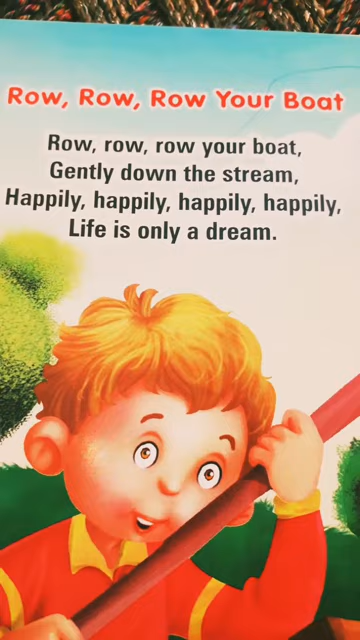 Row, Row, Row Your Boat
Row, row, row your boat,
Gently down the stream,
Happily, happily, happily, happily,
Life is only a dream.